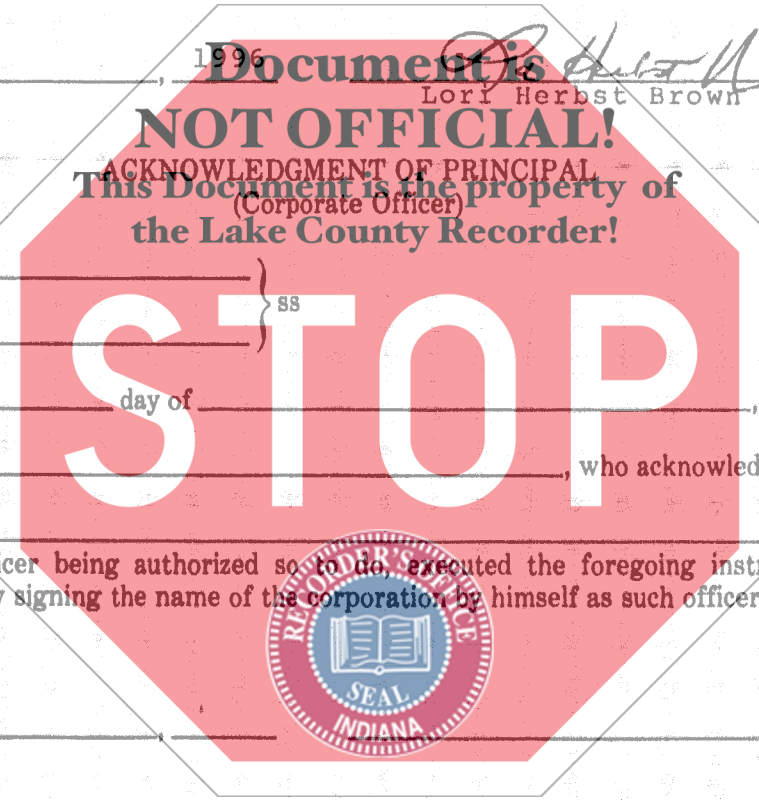 , 1996
Document is
Lori Herbst Brown
NOT OFFICIAL!
ACKNOWLEDGMENT OF PRINCIPAL
This Document is the property of
(Corporate Officer)
the Lake County Recorder!
ss
STOP
day of ,
, who acknowled
icer being authorized so to do, executed the foregoing inst
y signing the name of the corporation by himself as such officer
RECORDER'S OFFICE
SEAL
INDIANA
,